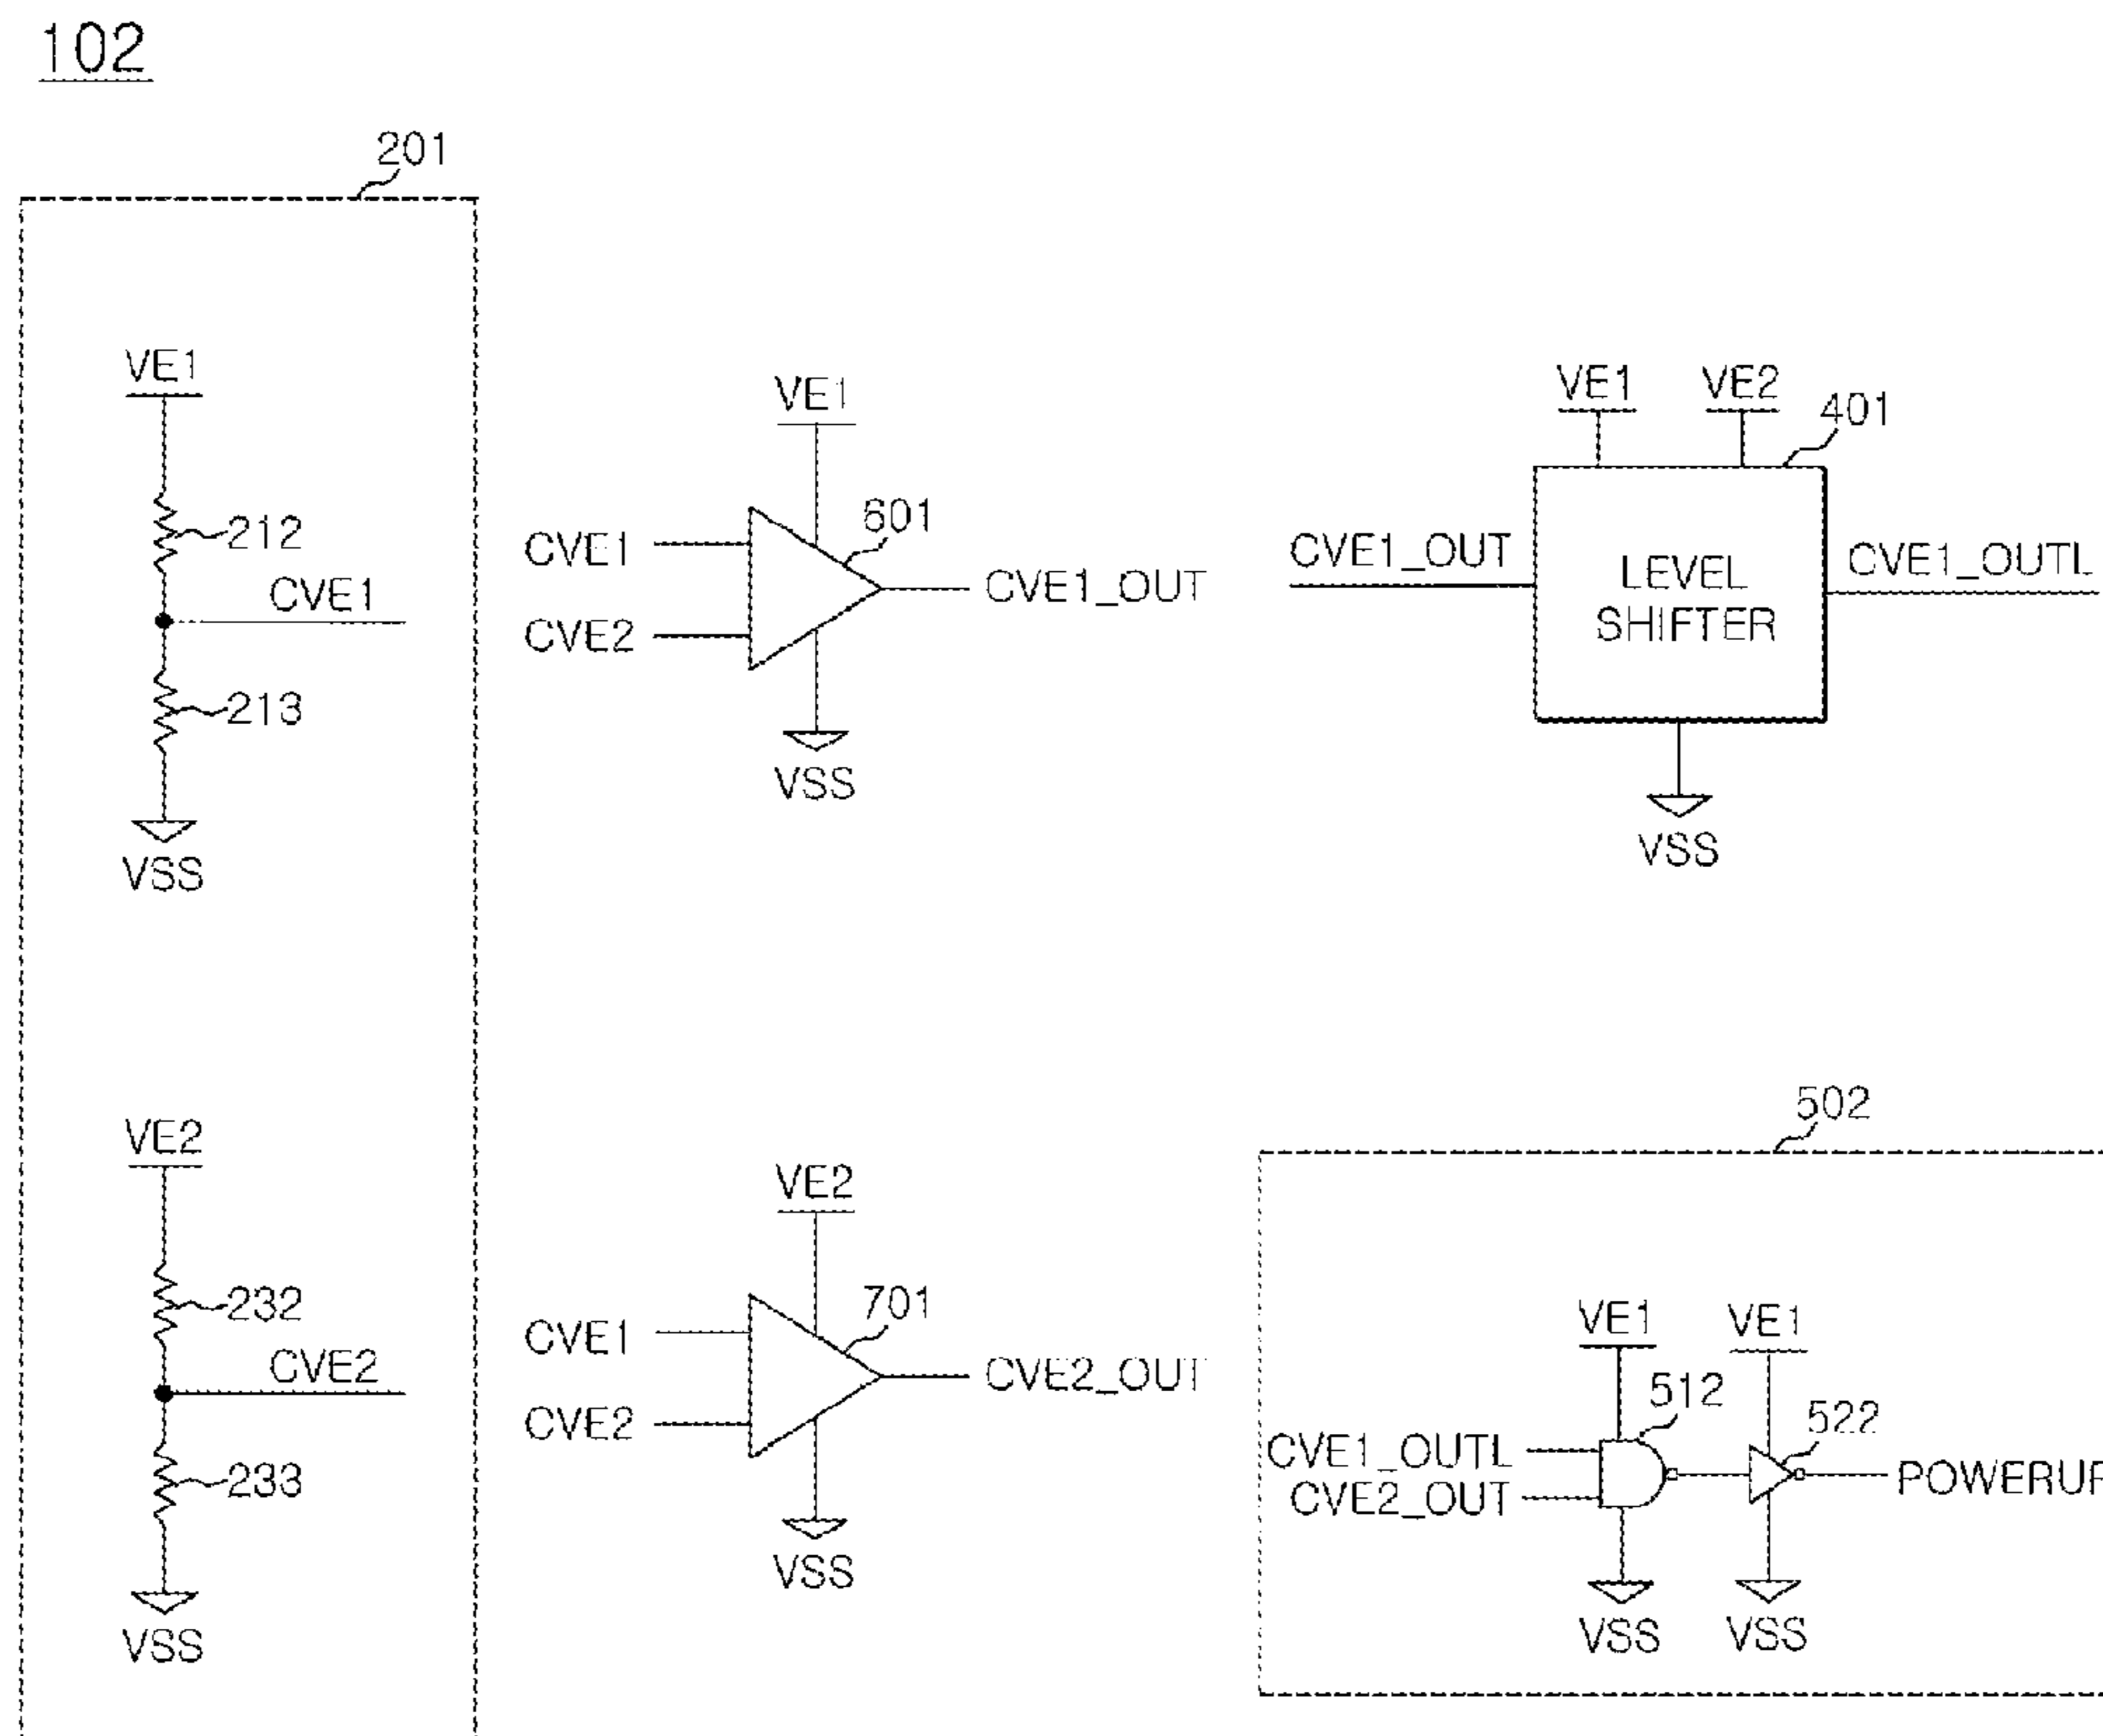 102
201
VE1
212
CVE1
213
VSS
VE2
232
CVE2
233
VSS
VE1
601
CVE1
CVE2
CVE1_OUT
VSS
VE2
701
CVE1
CVE2
CVE2_OUT
VSS
VE1 VE2
401
CVE1_OUT
LEVEL
SHIFTER
CVE1_OUTL
VSS
502
VE1 VE1
512
522
CVE1_OUTL
CVE2_OUT
POWERUP
VSS VSS